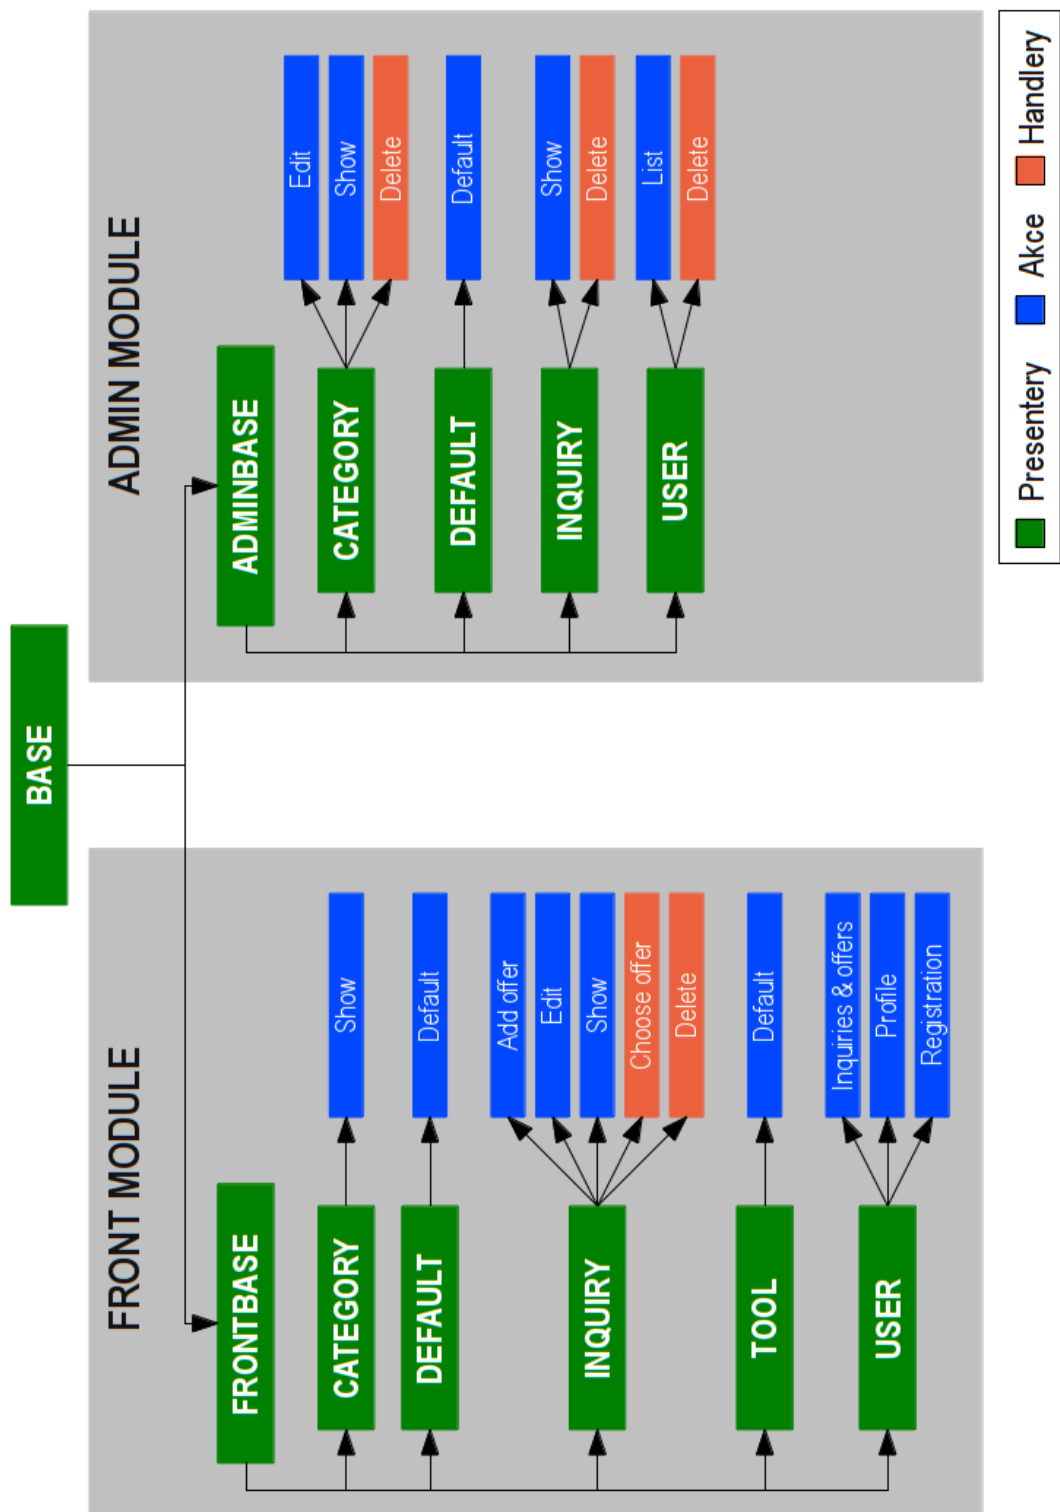 BASE
FRONT MODULE
FRONTBASE
CATEGORY
Show
DEFAULT
Default
INQUIRY
Add offer
Edit
Show
Choose offer
Delete
TOOL
Default
USER
Inquiries & offers
Profile
Registration
ADMIN MODULE
ADMINBASE
CATEGORY
Edit
Show
Delete
DEFAULT
Default
INQUIRY
Show
Delete
USER
List
Delete
Presentery
Akce
Handlery